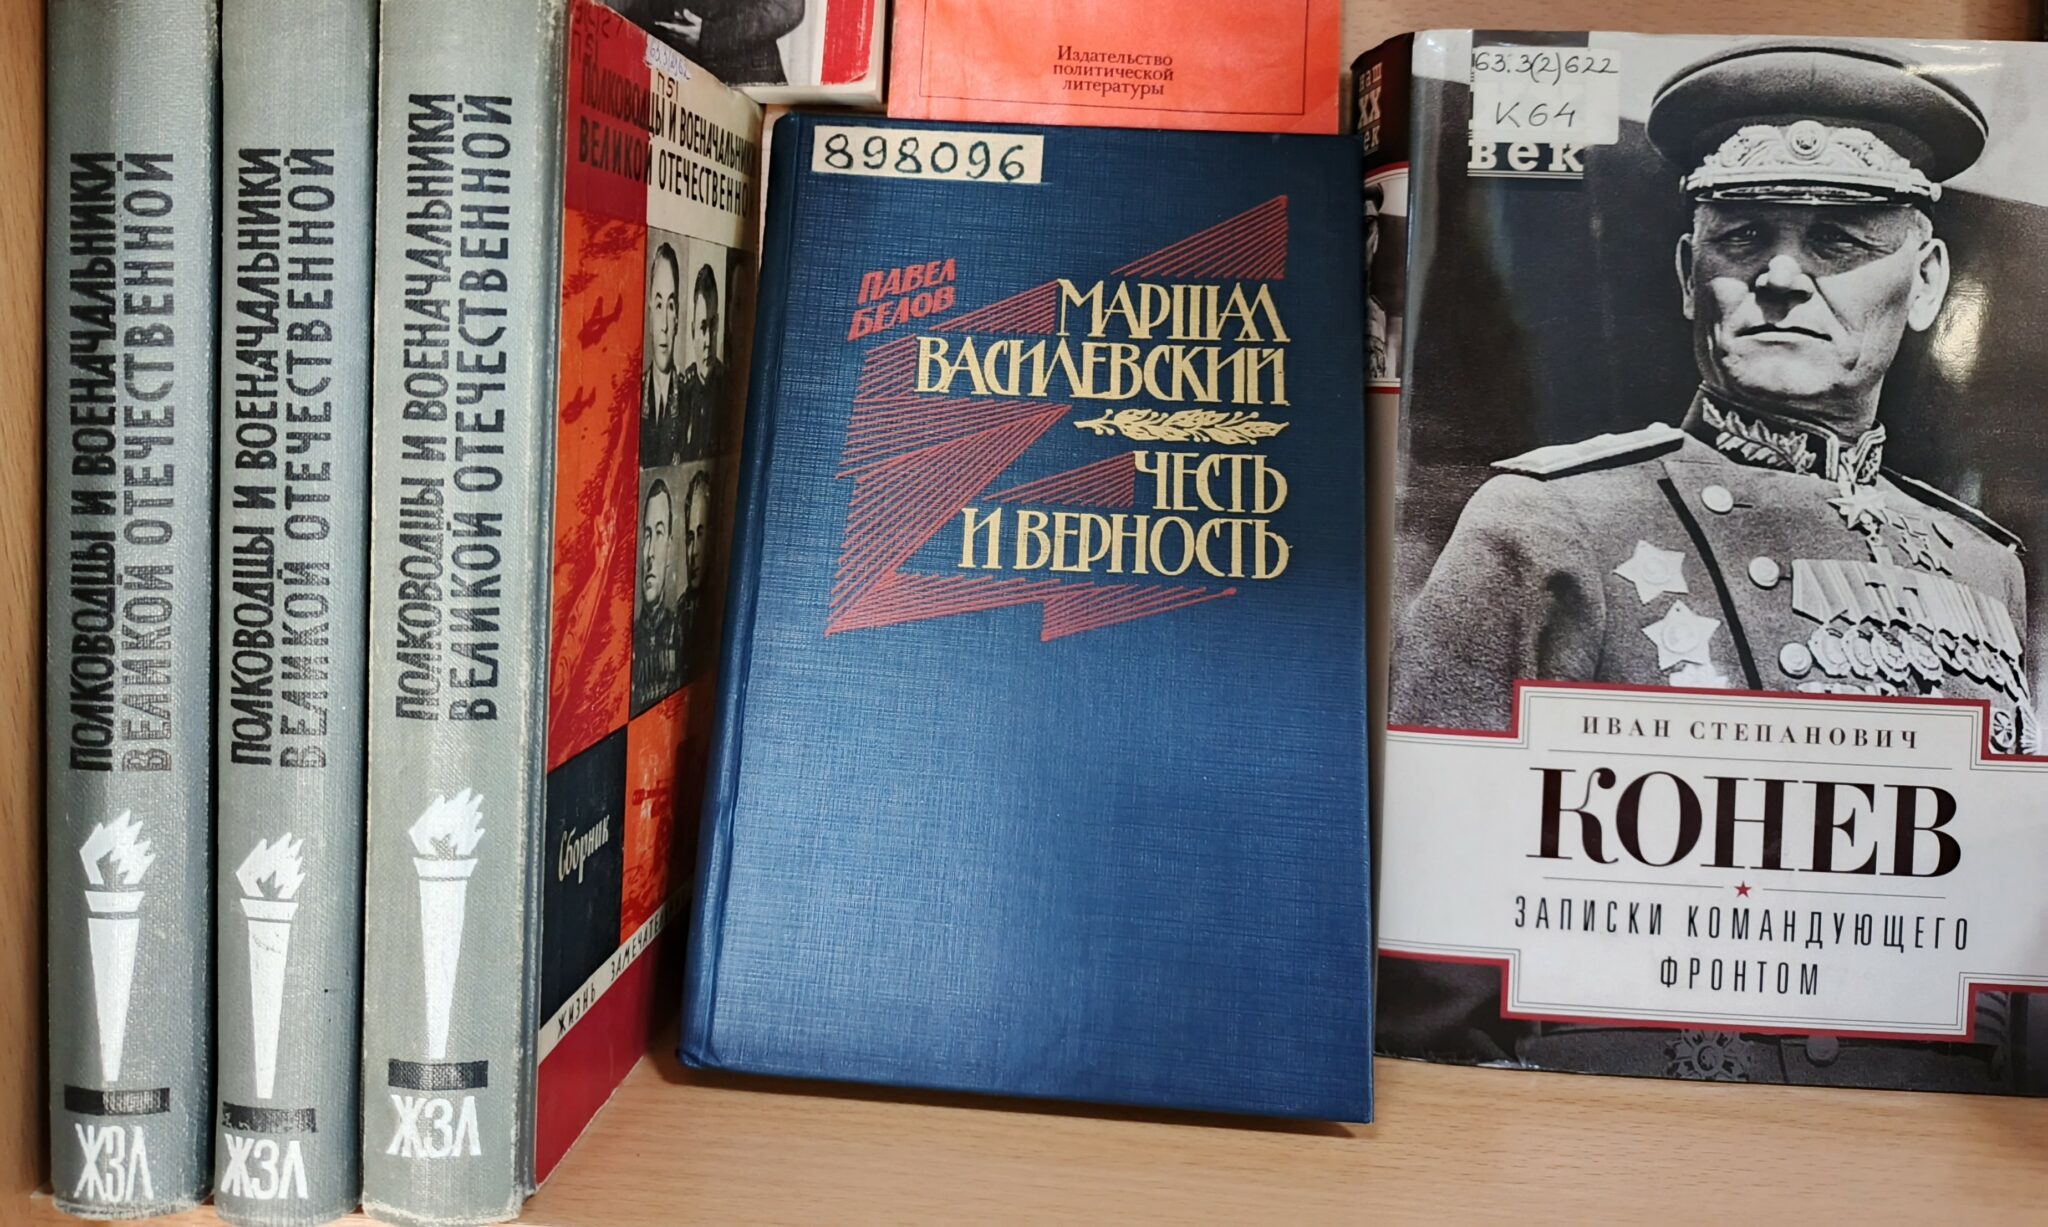 ПОЛКОВОДЦЫ И ВОЕНАЧАЛЬНИКИ
ВЕЛИКОЙ ОТЕЧЕСТВЕННОЙ
ЖЗЛ
ПОЛКОВОДЦЫ И ВОЕНАЧАЛЬНИКИ
ВЕЛИКОЙ ОТЕЧЕСТВЕННОЙ
ЖЗЛ
ПОЛКОВОДЦЫ И ВОЕНАЧАЛЬНИКИ
ВЕЛИКОЙ ОТЕЧЕСТВЕННОЙ
ЖЗЛ
ПОЛКОВОДЦЫ И ВОЕНАЧАЛЬНИКИ
ВЕЛИКОЙ ОТЕЧЕСТВЕННОЙ
Сборник
ЖИЗНЬ
Издательство
политической
литературы
898096
ПАВЕЛ
БЕЛОВ
МАРШАЛ
ВАСИЛЕВСКИЙ
ЧЕСТЬ
И ВЕРНОСТЬ
63.3(2)622
К64
век
ИВАН СТЕПАНОВИЧ
КОНЕВ
ЗАПИСКИ КОМАНДУЮЩЕГО
ФРОНТОМ